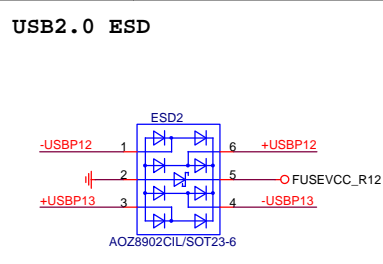 USB2.0 ESD
ESD2
-USBP12 1 6 +USBP12
2 5 FUSEVCC_R12
+USBP13 3 4 -USBP13
AOZ8902CIL/SOT23-6